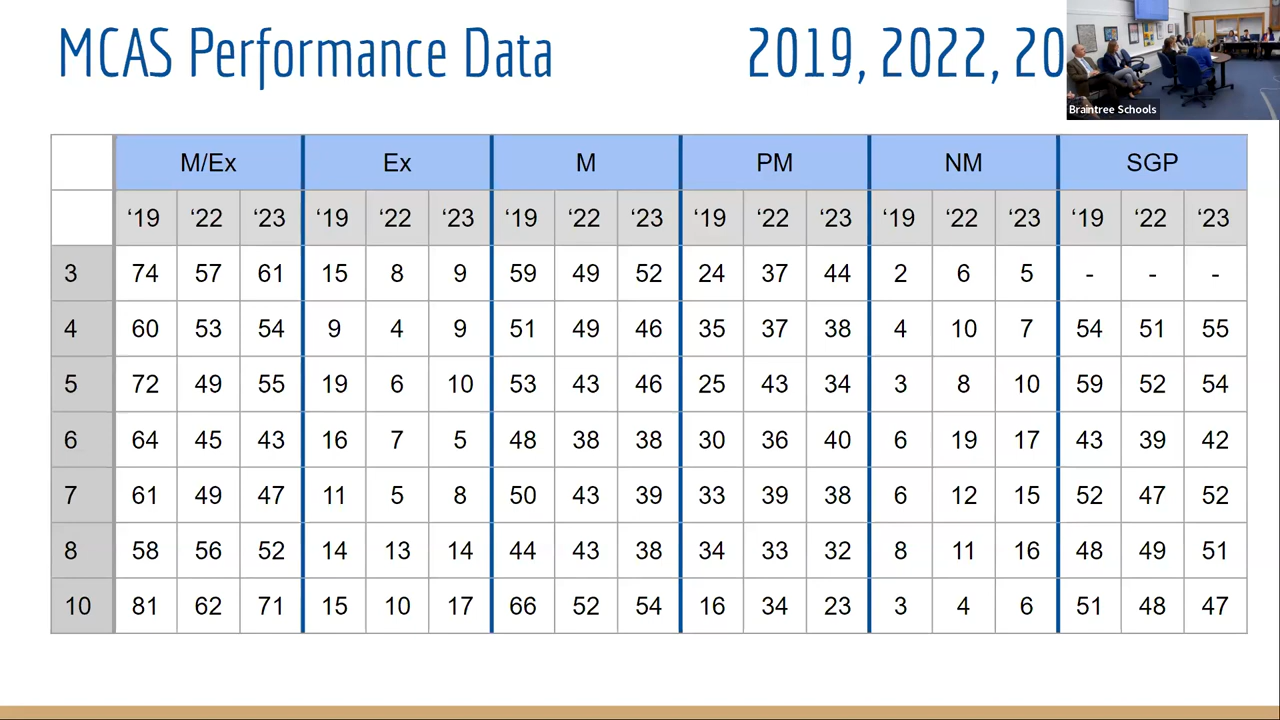 MCAS Performance Data 2019, 2022, 20
Braintree Schools
M/Ex Ex M PM NM SGP
‘19 ‘22 ‘23 ‘19 ‘22 ‘23 ‘19 ‘22 ‘23 ‘19 ‘22 ‘23 ‘19 ‘22 ‘23 ‘19 ‘22 ‘23
3 74 57 61 15 8 9 59 49 52 24 37 44 2 6 5 - - -
4 60 53 54 9 4 9 51 49 46 35 37 38 4 10 7 54 51 55
5 72 49 55 19 6 10 53 43 46 25 43 34 3 8 10 59 52 54
6 64 45 43 16 7 5 48 38 38 30 36 40 6 19 17 43 39 42
7 61 49 47 11 5 8 50 43 39 33 39 38 6 12 15 52 47 52
8 58 56 52 14 13 14 44 43 38 34 33 32 8 11 16 48 49 51
10 81 62 71 15 10 17 66 52 54 16 34 23 3 4 6 51 48 47